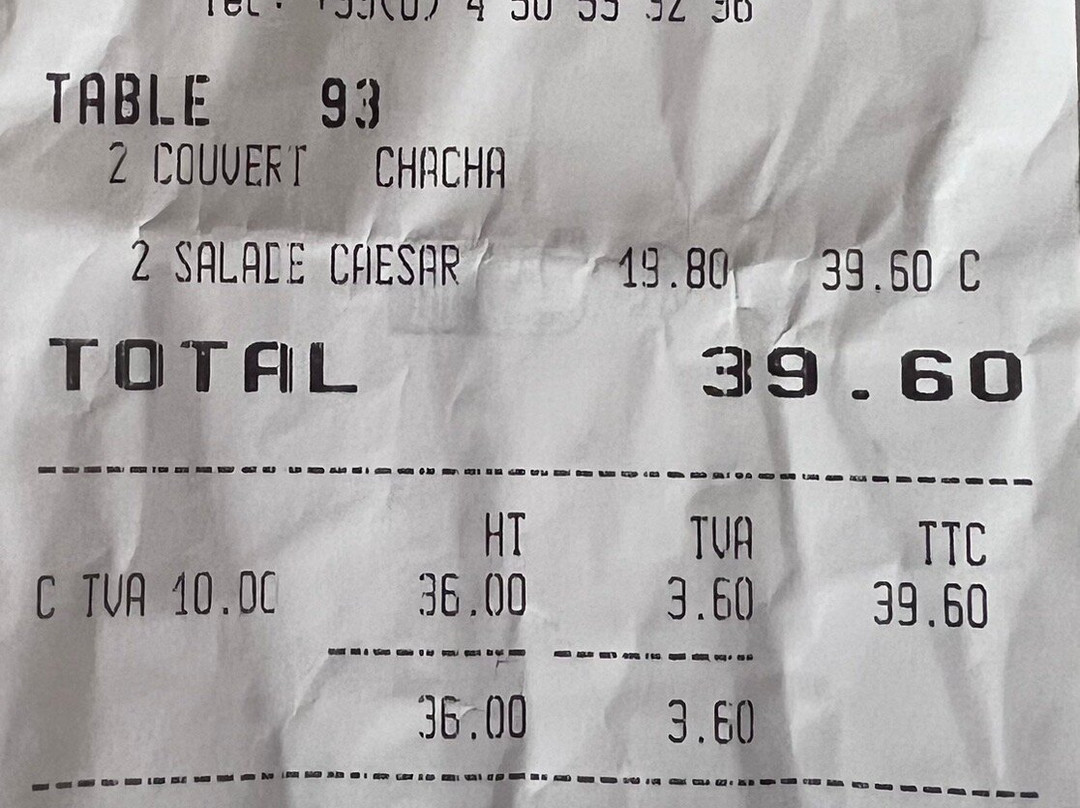 TABLE 93
2 COUVERT CHACHA
2 SALADE CAESAR 19.80 39.60 C
TOTAL 39.60
HT TVA TTC
C TVA 10.00 36.00 3.60 39.60
36.00 3.60